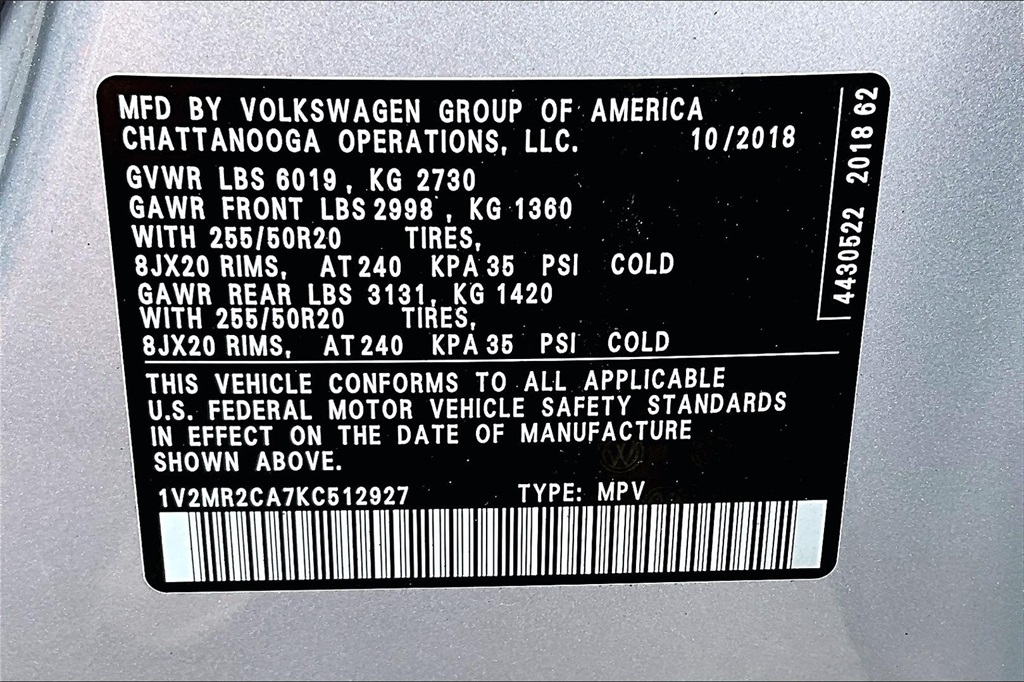 MFD BY VOLKSWAGEN GROUP OF AMERICA
CHATTANOOGA OPERATIONS, LLC. 10/2018
GVWR LBS 6019, KG 2730
GAWR FRONT LBS 2998, KG 1360
WITH 255/50R20 TIRES,
8JX20 RIMS, AT 240 KPA 35 PSI COLD
GAWR REAR LBS 3131, KG 1420
WITH 255/50R20 TIRES,
8JX20 RIMS, AT 240 KPA 35 PSI COLD
THIS VEHICLE CONFORMS TO ALL APPLICABLE
U.S. FEDERAL MOTOR VEHICLE SAFETY STANDARDS
IN EFFECT ON THE DATE OF MANUFACTURE
SHOWN ABOVE.
1V2MR2CA7KC512927 TYPE: MPV
4430522 2018 62